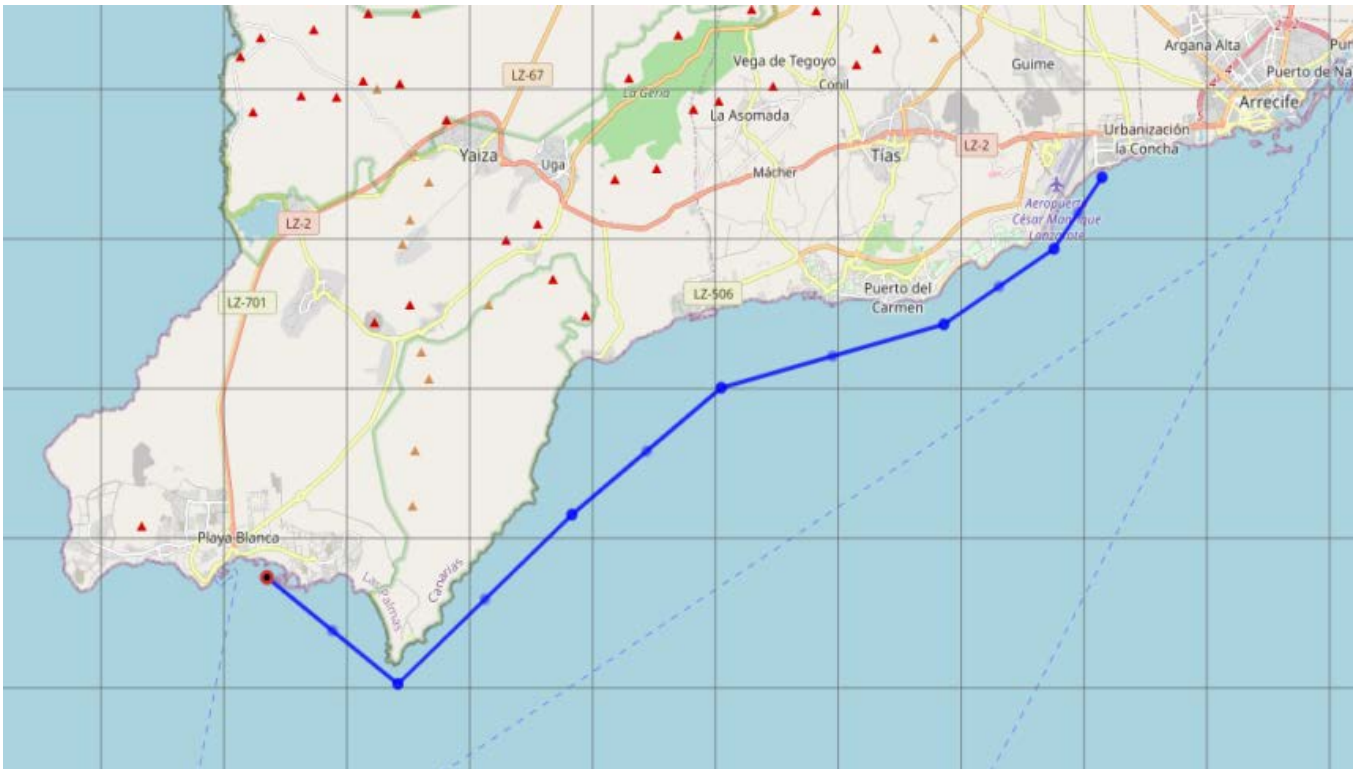 Argana Alta
Pu
Vega de Tegoyo
Guime
LZ-67
Puerto de Na
Conil
La Geria
Arrecife
La Asomada
Urbanización
la Concha
LZ-2
Yaiza
Tías
Uga
Mácher
Aeropuerto
César Manrique
Lanzarote
LZ-2
LZ-701
LZ-506
Puerto del
Carmen
Playa Blanca
Las Palmas
Canarias